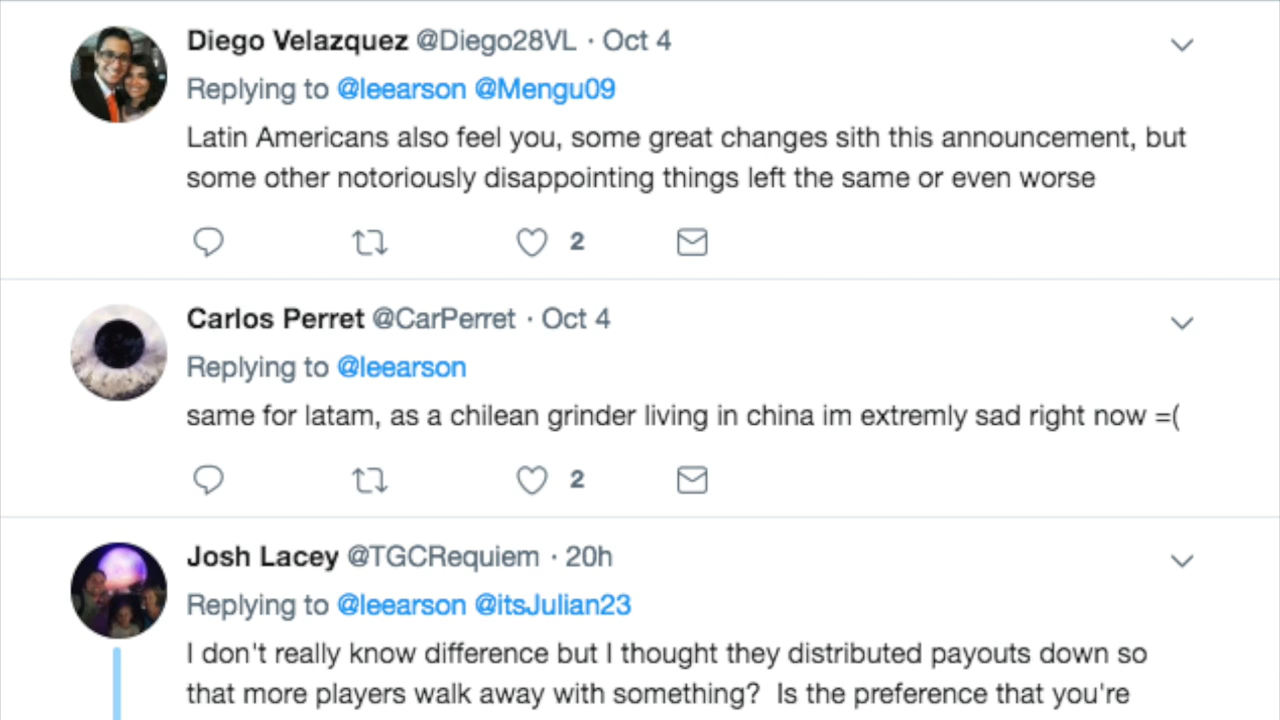 Diego Velazquez @Diego28VL · Oct 4
Replying to @leearson @Mengu09
Latin Americans also feel you, some great changes sith this announcement, but
some other notoriously disappointing things left the same or even worse
2
Carlos Perret @CarPerret · Oct 4
Replying to @leearson
same for latam, as a chilean grinder living in china im extremly sad right now =(
2
Josh Lacey @TGCRequiem · 20h
Replying to @leearson @itsJulian23
I don't really know difference but I thought they distributed payouts down so
that more players walk away with something?  Is the preference that you're